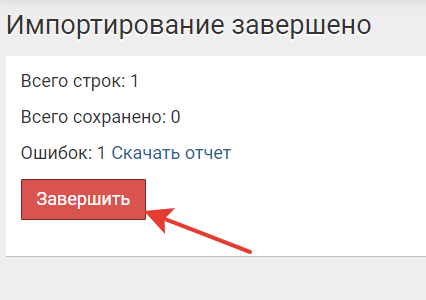 Импортирование завершено
Всего строк: 1
Всего сохранено: 0
Ошибок: 1 Скачать отчет
Завершить